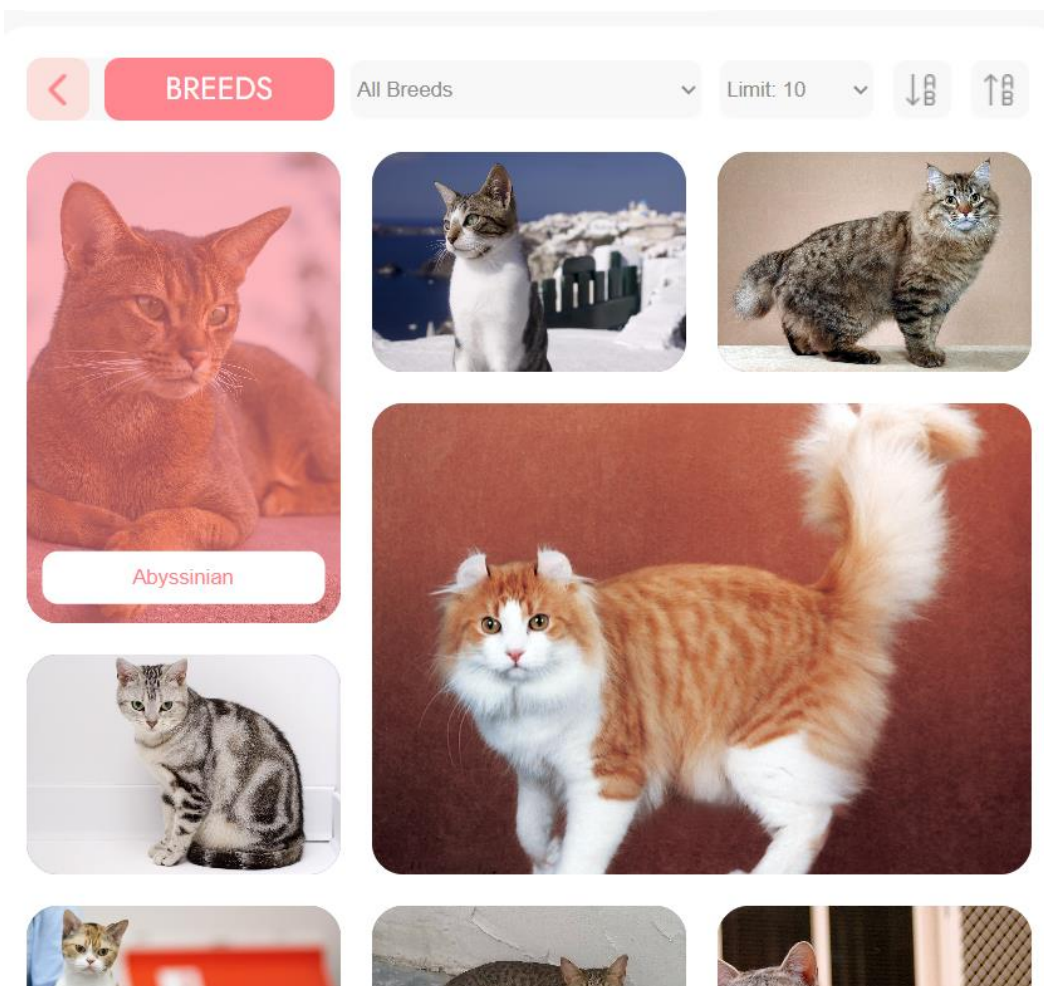 BREEDS
All Breeds
Limit: 10
A
B
A
B
Abyssinian